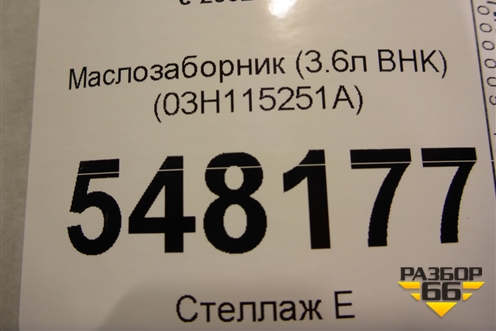 Маслозаборник (3.6л BHK)
(03H115251A)
548177
РАЗБОР
66
Стеллаж Е